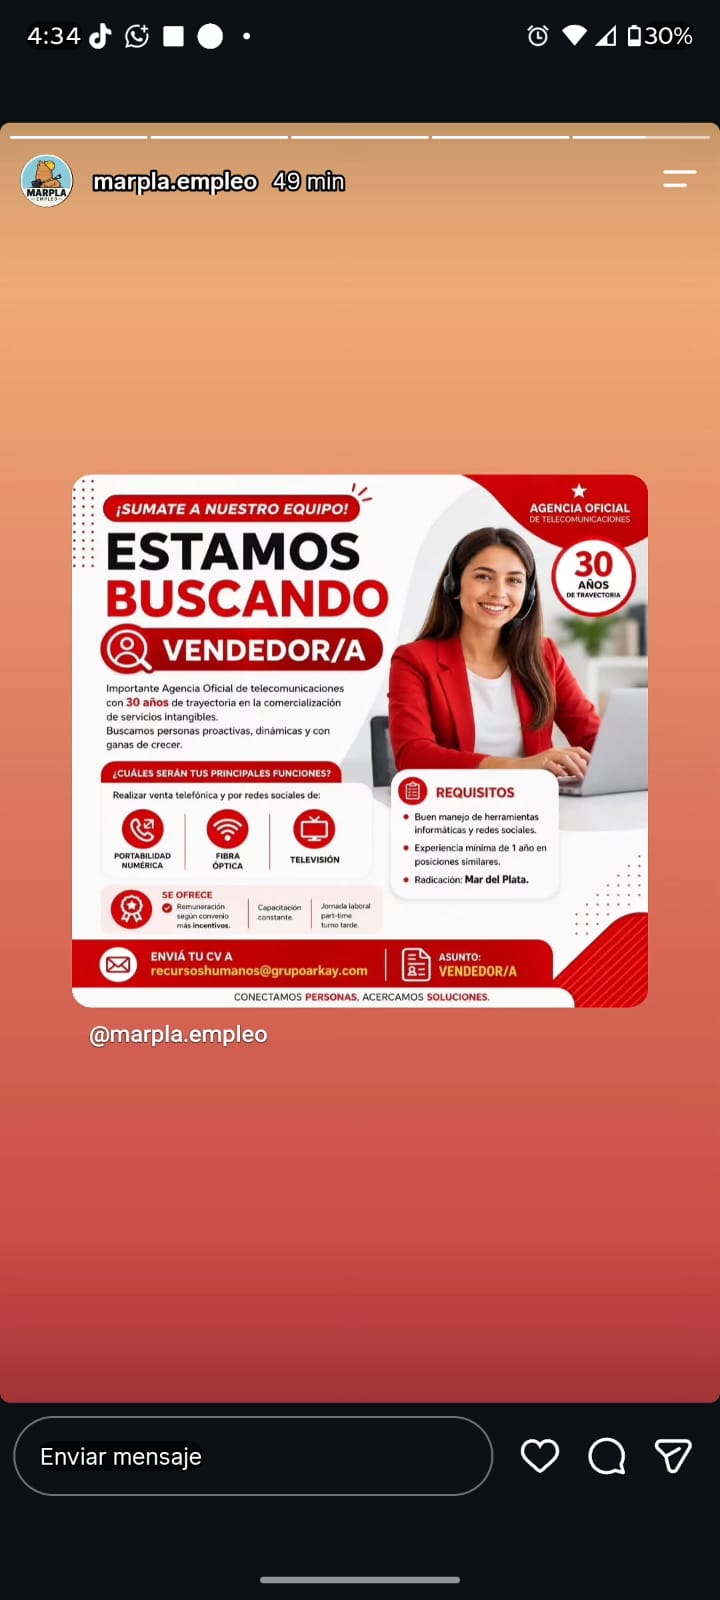 4:34
30%
MARPLA
EMPLEO
marpla.empleo 49 min
¡SUMATE A NUESTRO EQUIPO!
ESTAMOS
BUSCANDO
VENDEDOR/A
AGENCIA OFICIAL
DE TELECOMUNICACIONES
30
AÑOS
DE TRAYECTORIA
Importante Agencia Oficial de telecomunicaciones
con 30 años de trayectoria en la comercialización
de servicios intangibles.
Buscamos personas proactivas, dinámicas y con
ganas de crecer.
¿CUÁLES SERÁN TUS PRINCIPALES FUNCIONES?
Realizar venta telefónica y por redes sociales de:
PORTABILIDAD
NUMÉRICA
FIBRA
ÓPTICA
TELEVISIÓN
REQUISITOS
• Buen manejo de herramientas
informáticas y redes sociales.
• Experiencia mínima de 1 año en
posiciones similares.
• Radicación: Mar del Plata.
SE OFRECE
Remuneración
según convenio
más incentivos.
Capacitación
constante.
Jornada laboral
part-time
turno tarde.
ENVIÁ TU CV A
recursoshumanos@grupoarkay.com
ASUNTO:
VENDEDOR/A
CONECTAMOS PERSONAS, ACERCAMOS SOLUCIONES.
@marpla.empleo
Enviar mensaje